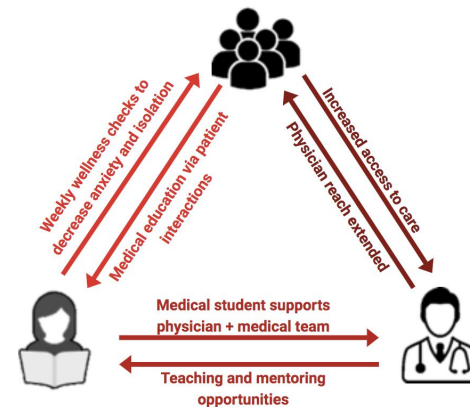 Weekly wellness checks to
decrease anxiety and isolation
Medical education via patient
interactions
Increased access to care
Physician reach extended
Medical student supports
physician + medical team
Teaching and mentoring
opportunities